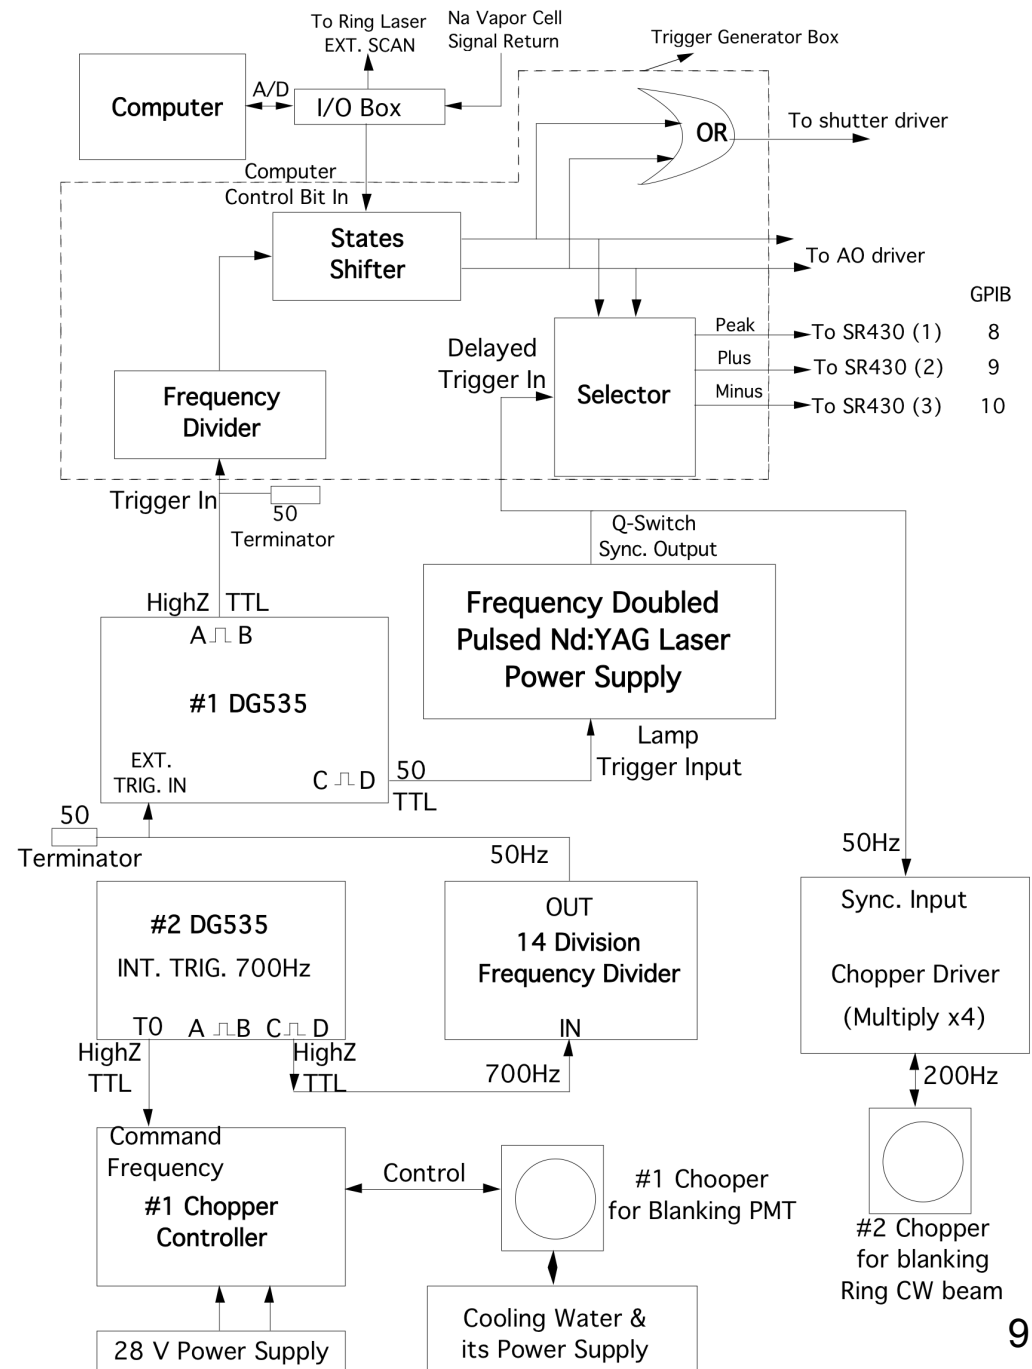 To Ring Laser
EXT. SCAN
Na Vapor Cell
Signal Return
Trigger Generator Box
Computer
A/D
I/O Box
OR
To shutter driver
Computer
Control Bit In
States
Shifter
To AO driver
GPIB
Peak
To SR430 (1)
8
Plus
To SR430 (2)
9
Minus
To SR430 (3)
10
Delayed
Trigger In
Selector
Frequency
Divider
Trigger In
50
Terminator
Q-Switch
Sync. Output
HighZ
TTL
A
B
#1 DG535
EXT.
TRIG. IN
C
D
50
TTL
Frequency Doubled
Pulsed Nd:YAG Laser
Power Supply
Lamp
Trigger Input
50
Terminator
50Hz
50Hz
#2 DG535
INT. TRIG. 700Hz
T0
A
B
C
D
HighZ
TTL
HighZ
TTL
OUT
14 Division
Frequency Divider
IN
700Hz
Sync. Input
Chopper Driver
(Multiply x4)
200Hz
Command
Frequency
#1 Chopper
Controller
Control
#1 Chooper
for Blanking PMT
#2 Chopper
for blanking
Ring CW beam
28 V Power Supply
Cooling Water &
its Power Supply
9